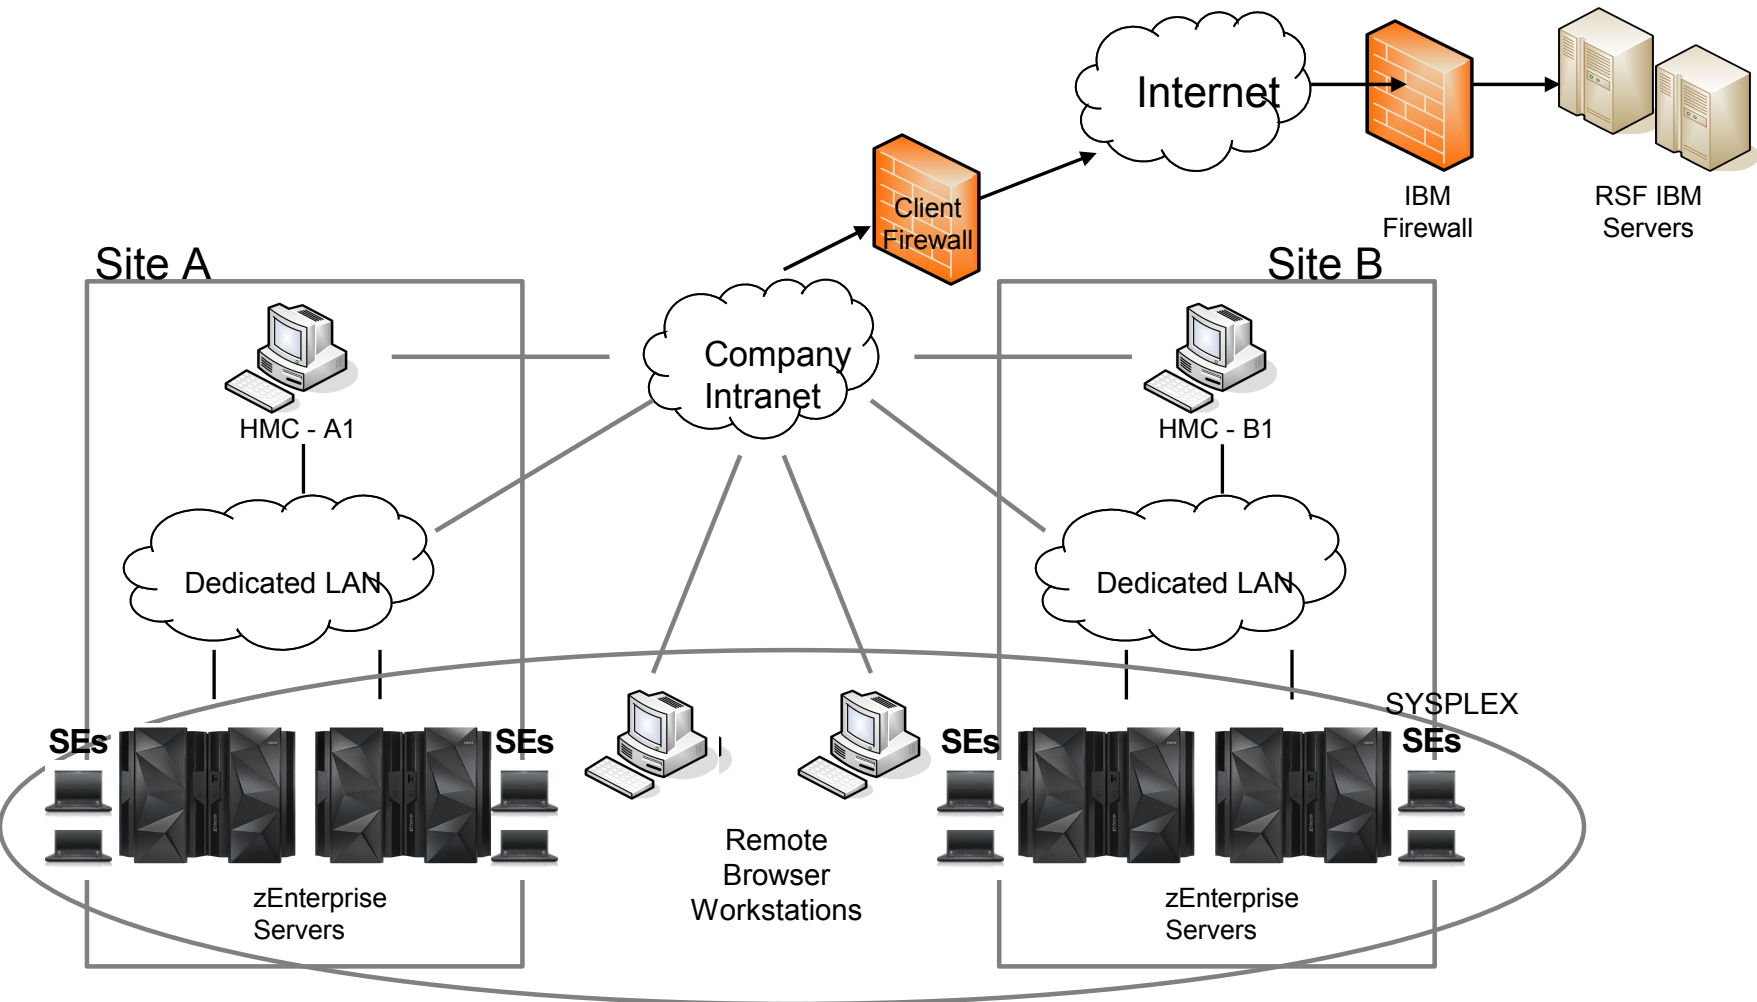 Internet
IBM
Firewall
RSF IBM
Servers
Client
Firewall
Site A
Site B
Company
Intranet
HMC - A1
HMC - B1
Dedicated LAN
Dedicated LAN
SYSPLEX
SEs
SEs
SEs
SEs
Remote
Browser
Workstations
zEnterprise
Servers
zEnterprise
Servers